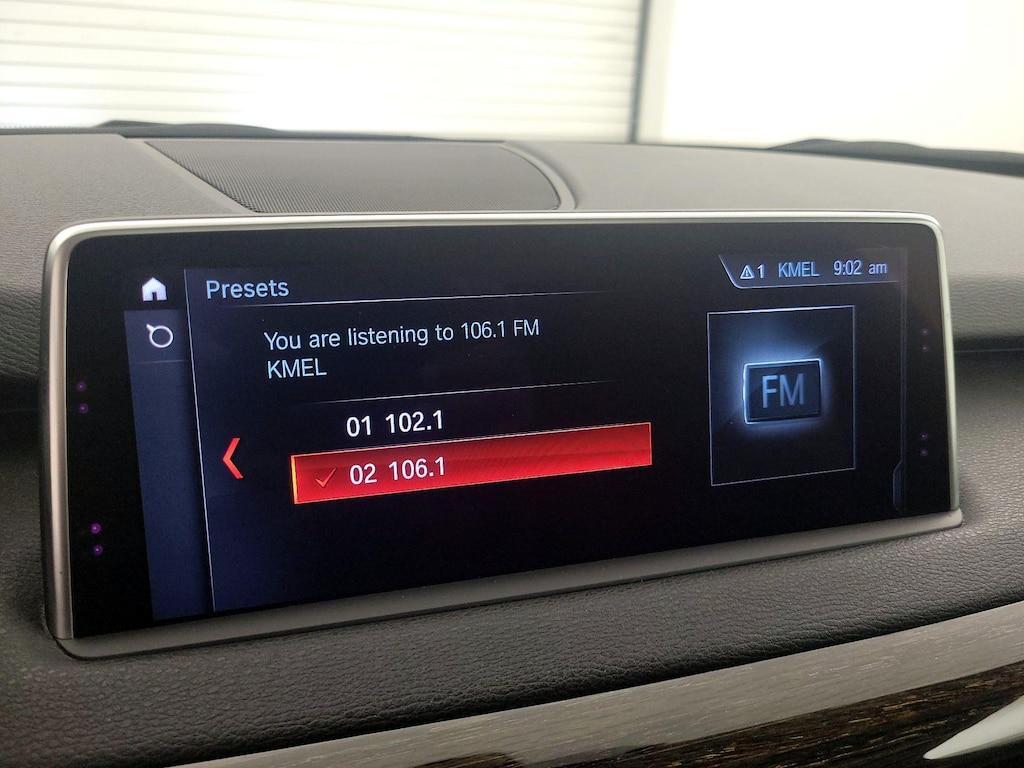 Presets
1 KMEL 9:02 am
You are listening to 106.1 FM
KMEL
01 102.1
02 106.1
FM